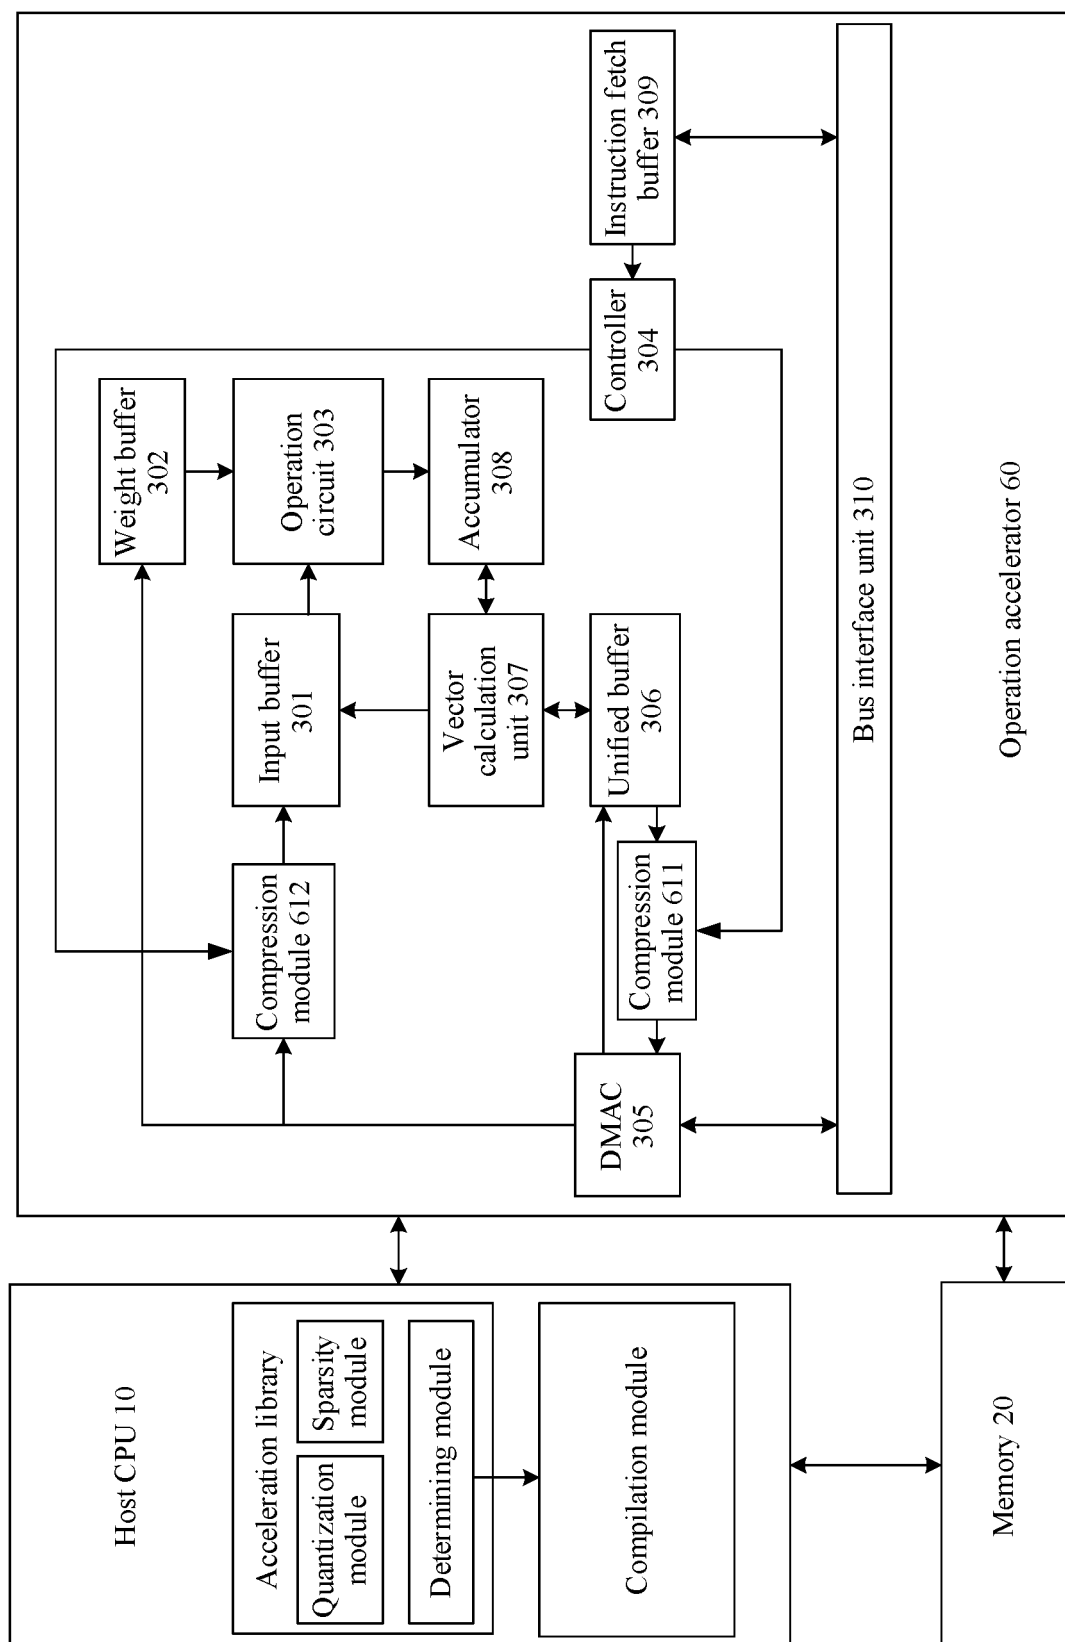 Host CPU 10
Acceleration library
Quantization
module
Sparsity
module
Determining module
Compilation module
Memory 20
Weight buffer
302
Compression
module 612
Input buffer
301
Operation
circuit 303
Vector
calculation
unit 307
Accumulator
308
DMAC
305
Compression
module 611
Unified buffer
306
Controller
304
Instruction fetch
buffer 309
Bus interface unit 310
Operation accelerator 60